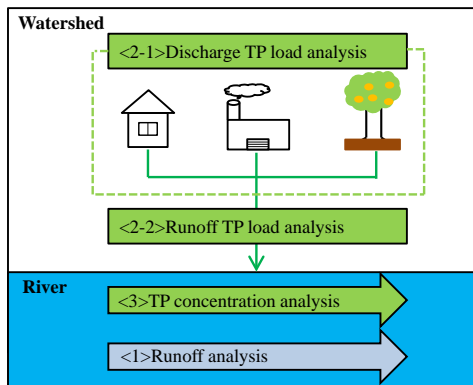 Watershed
<2-1>Discharge TP load analysis
<2-2>Runoff TP load analysis
River
<3>TP concentration analysis
<1>Runoff analysis